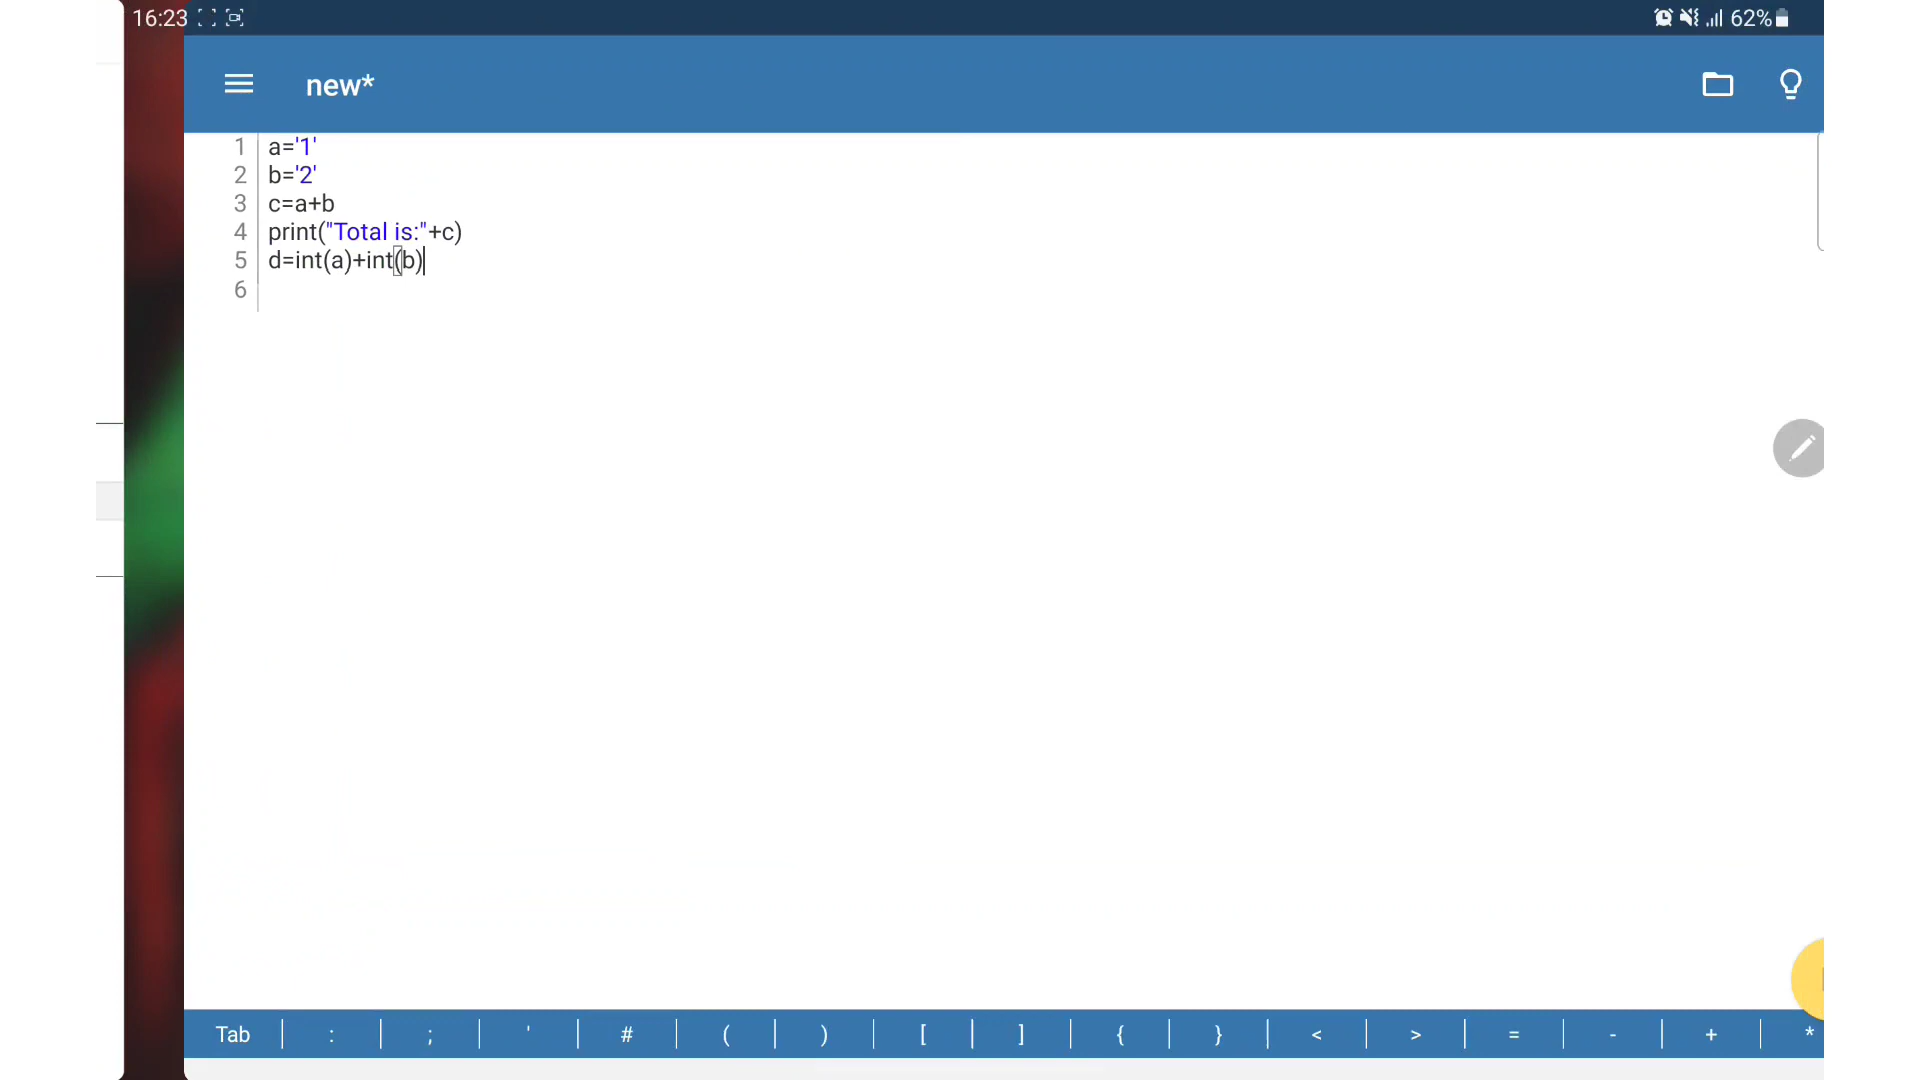 16:23 62%
new*
1 a='1'
2 b='2'
3 c=a+b
4 print("Total is:"+c)
5 d=int(a)+int(b)
6
Tab : ; ' # ( ) [ ] { } < > = - + *